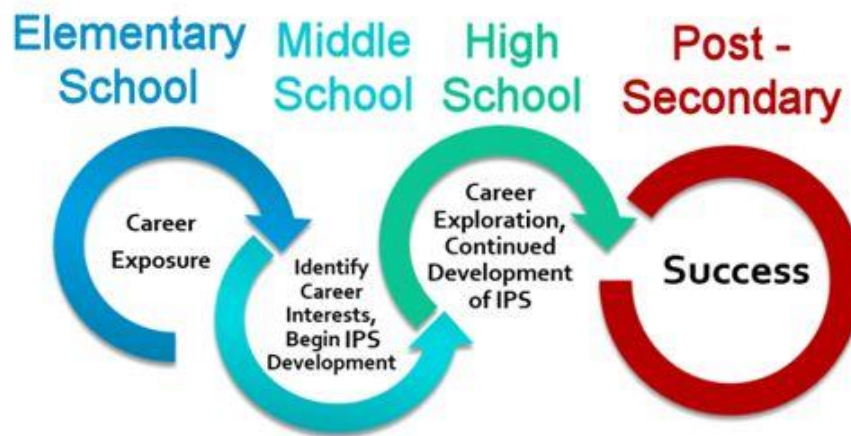 Elementary
School
Middle
School
High
School
Post -
Secondary
Career
Exposure
Identify
Career
Interests,
Begin IPS
Development
Career
Exploration,
Continued
Development
of IPS
Success